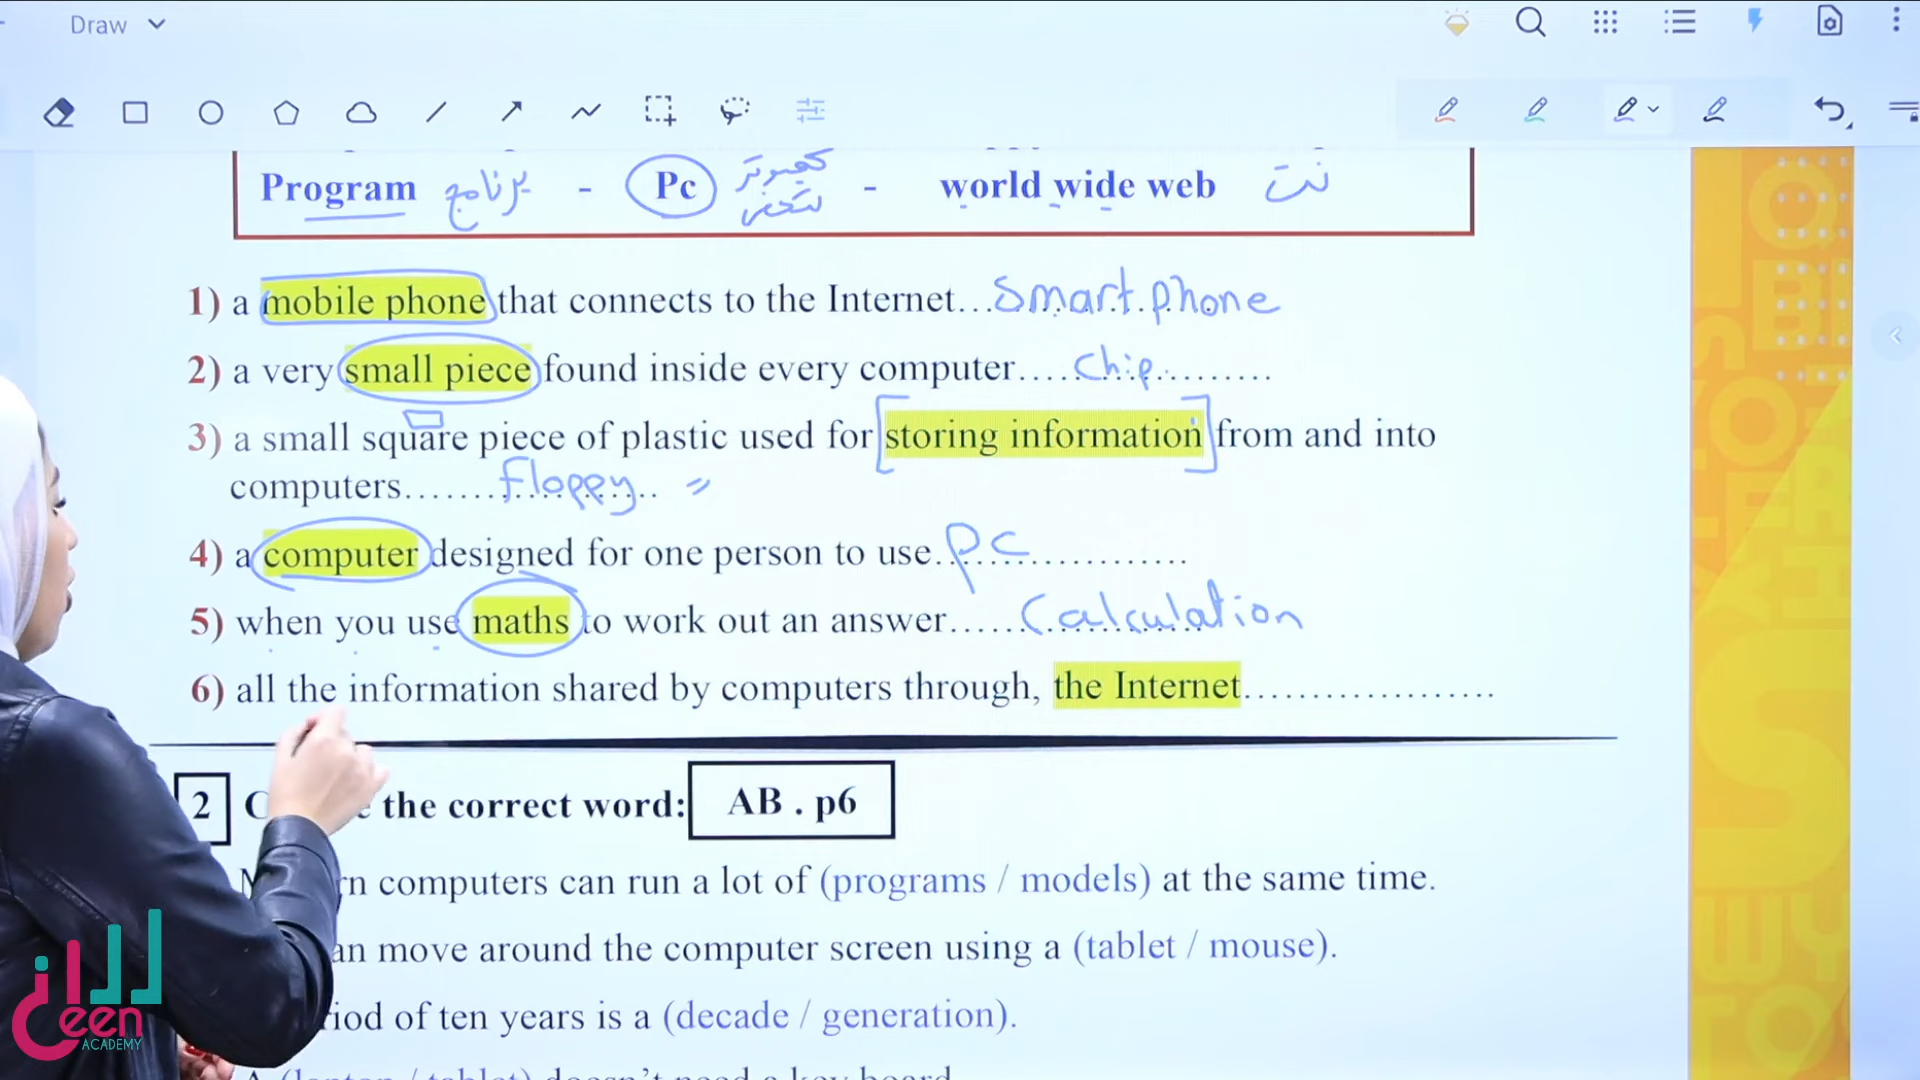 Draw
Program برنامج - Pc كمبيوتر شخصي - world wide web نت
1) a mobile phone that connects to the Internet...Smart phone
2) a very small piece found inside every computer....chip.........
3) a small square piece of plastic used for [storing information] from and into
computers.......floppy..
4) a computer designed for one person to use..PC...............
5) when you use maths to work out an answer.....Calculation
6) all the information shared by computers through, the Internet...................
2 the correct word: AB . p6
computers can run a lot of (programs / models) at the same time.
move around the computer screen using a (tablet / mouse).
of ten years is a (decade / generation).
doesn't need a key board
Jeen
ACADEMY